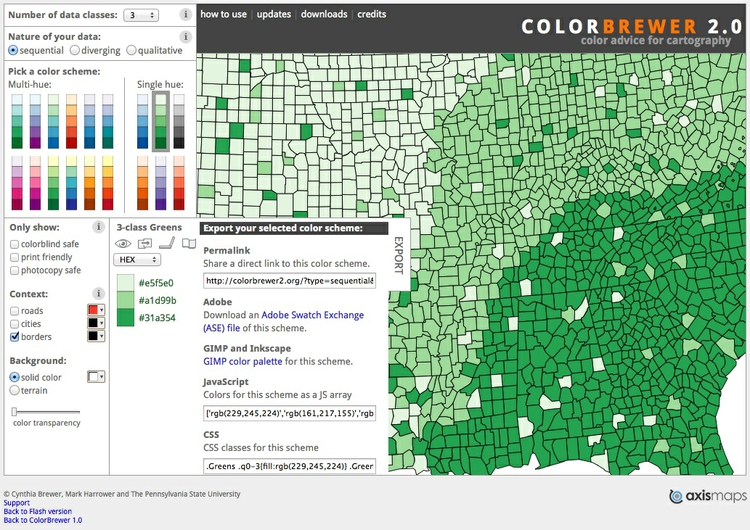 Number of data classes: 3 i
how to use | updates | downloads | credits
COLORBREWER 2.0
color advice for cartography
Nature of your data: i
sequential diverging qualitative
Pick a color scheme:
Multi-hue: Single hue:
Only show: i
colorblind safe
print friendly
photocopy safe
Context: i
roads
cities
borders
Background:
solid color
terrain
color transparency
3-class Greens
HEX
#e5f5e0
#a1d99b
#31a354
Export your selected color scheme:
EXPORT
Permalink
Share a direct link to this color scheme.
http://colorbrewer2.org/?type=sequential&
Adobe
Download an Adobe Swatch Exchange
(ASE) file of this scheme.
GIMP and Inkscape
GIMP color palette for this scheme.
JavaScript
Colors for this scheme as a JS array
['rgb(229,245,224)','rgb(161,217,155)','rgb
CSS
CSS classes for this scheme
.Greens .q0-3{fill:rgb(229,245,224)} .Green
© Cynthia Brewer, Mark Harrower and The Pennsylvania State University
Support
Back to Flash version
Back to ColorBrewer 1.0
axismaps